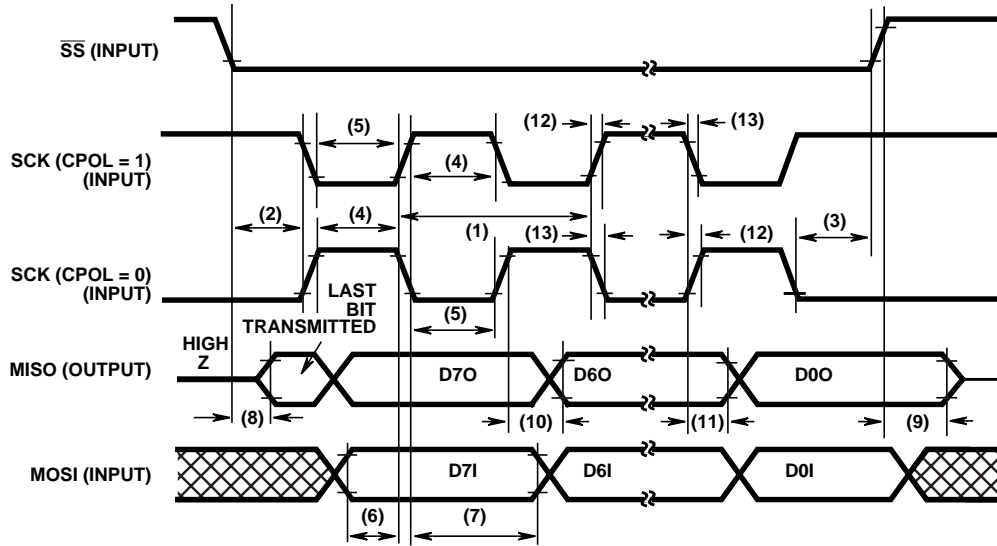 SS (INPUT)
(5)
(12)
(13)
SCK (CPOL = 1)
(INPUT)
(4)
(2)
(4)
(1)
(13)
(12)
(3)
SCK (CPOL = 0)
(INPUT)
LAST
BIT
TRANSMITTED
(5)
HIGH
Z
MISO (OUTPUT)
D7O
D6O
D0O
(8)
(10)
(11)
(9)
MOSI (INPUT)
D7I
D6I
D0I
(6)
(7)